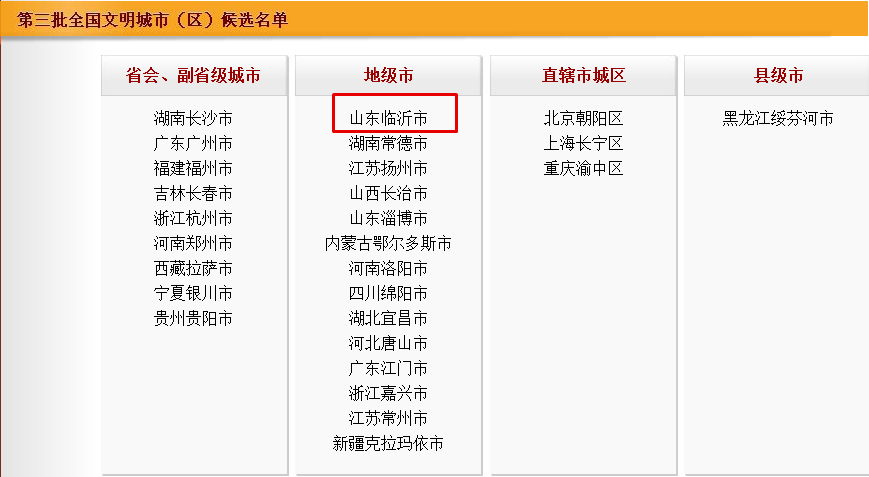 第三批全国文明城市（区）候选名单
省会、副省级城市
湖南长沙市
广东广州市
福建福州市
吉林长春市
浙江杭州市
河南郑州市
西藏拉萨市
宁夏银川市
贵州贵阳市
地级市
山东临沂市
湖南常德市
江苏扬州市
山西长治市
山东淄博市
内蒙古鄂尔多斯市
河南洛阳市
四川绵阳市
湖北宜昌市
河北唐山市
广东江门市
浙江嘉兴市
江苏常州市
新疆克拉玛依市
直辖市城区
北京朝阳区
上海长宁区
重庆渝中区
县级市
黑龙江绥芬河市